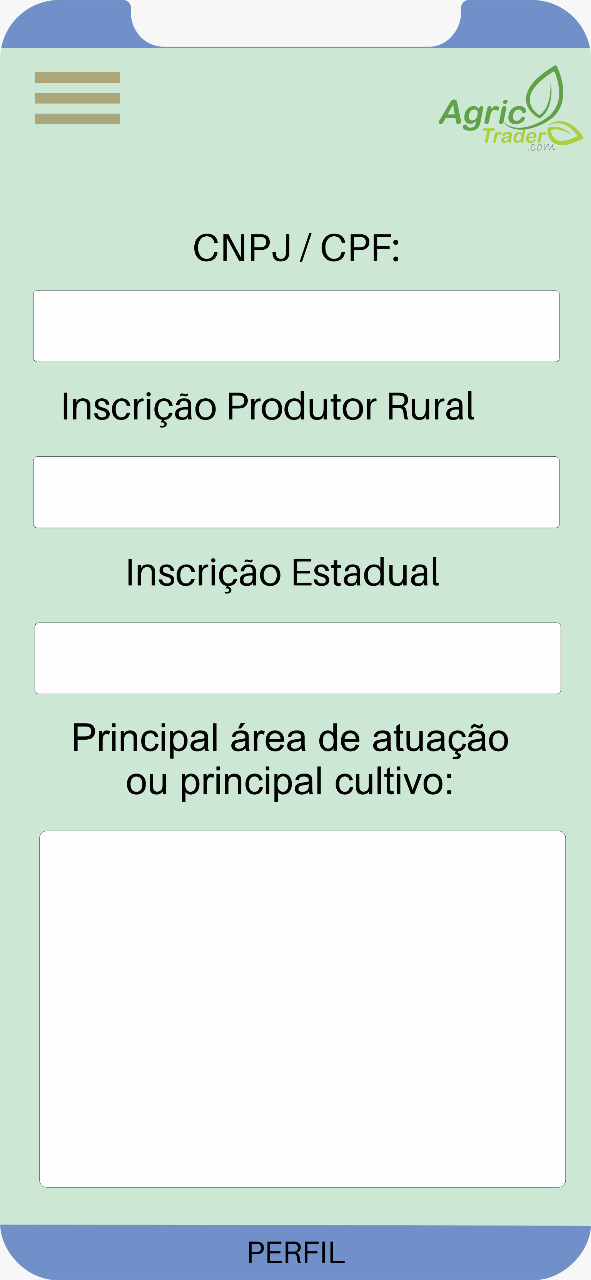 Agric
Trader
.com
CNPJ / CPF:
Inscrição Produtor Rural
Inscrição Estadual
Principal área de atuação
ou principal cultivo:
PERFIL